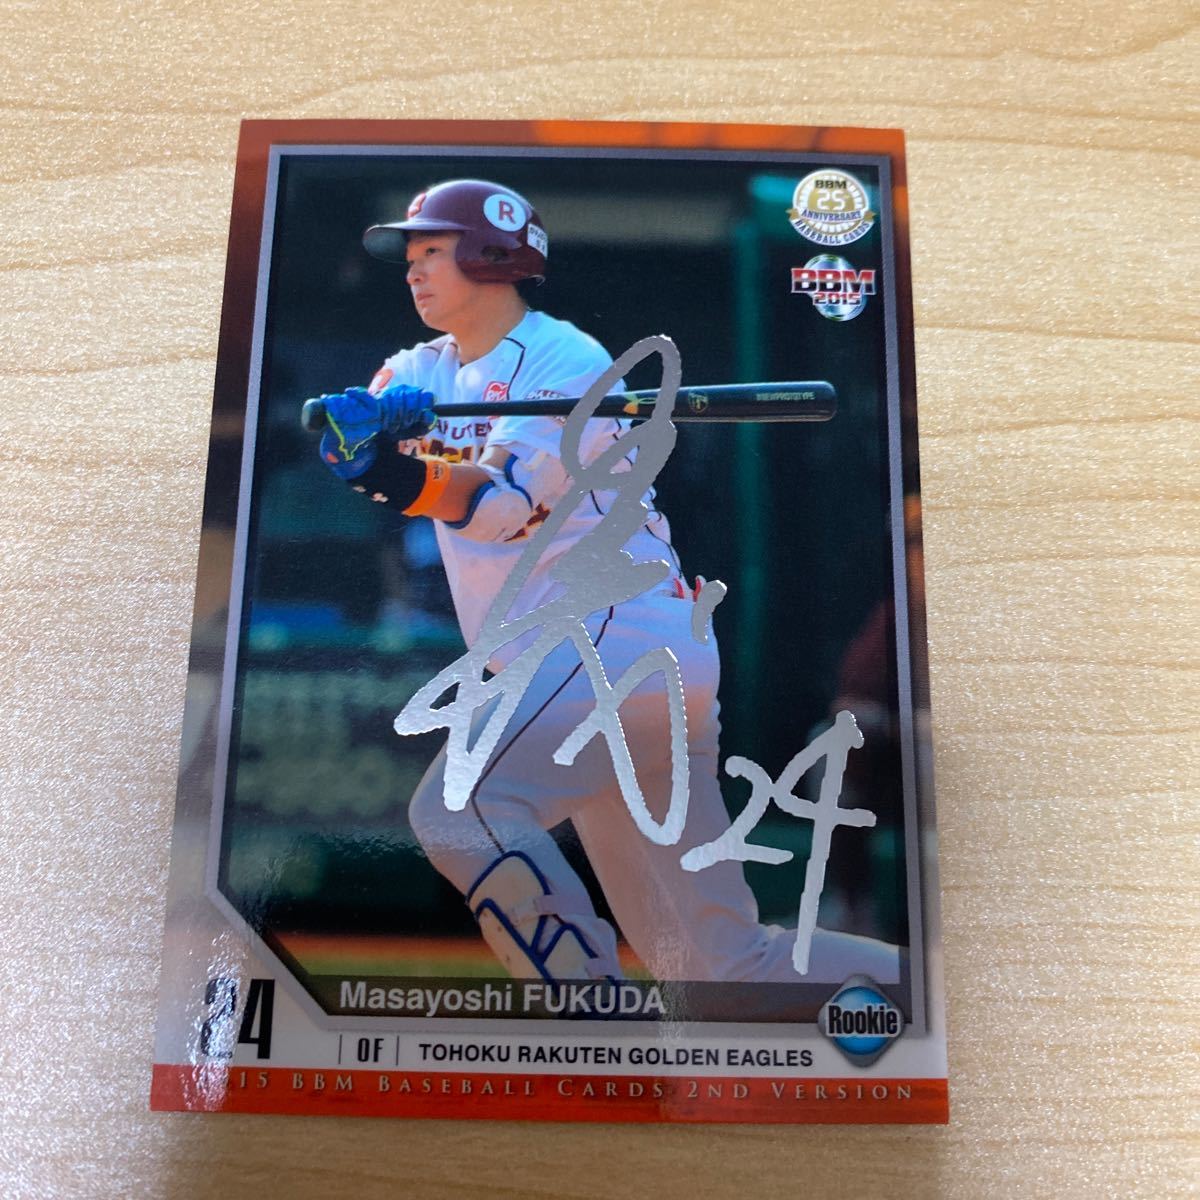 BBM
25
ANNIVERSARY
BASEBALL CARDS
BBM
2015
R
#NEWPROTOTYPE
24
Masayoshi FUKUDA
Rookie
24
OF
TOHOKU RAKUTEN GOLDEN EAGLES
15 BBM BASEBALL CARDS 2ND VERSION